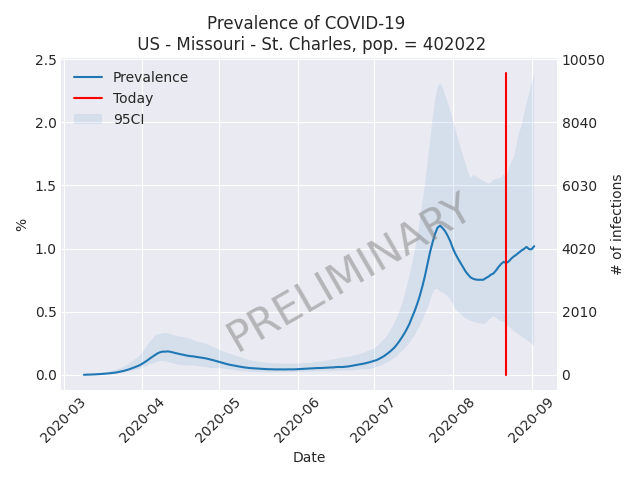 Prevalence of COVID-19
US - Missouri - St. Charles, pop. = 402022
Prevalence
Today
95CI
2.5
2.0
1.5
1.0
0.5
0.0
%
10050
8040
6030
4020
2010
0
# of infections
PRELIMINARY
2020-03
2020-04
2020-05
2020-06
2020-07
2020-08
2020-09
Date